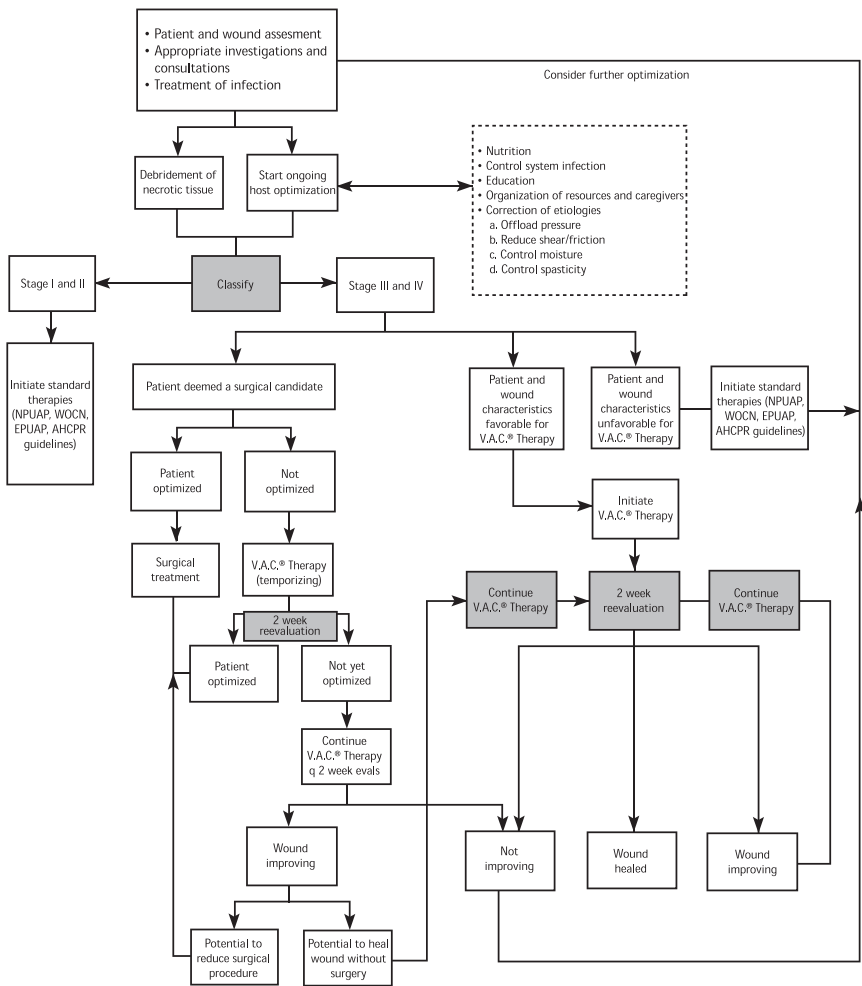 • Patient and wound assesment
• Appropriate investigations and
consultations
• Treatment of infection
Consider further optimization
Debridement of
necrotic tissue
Start ongoing
host optimization
• Nutrition
• Control system infection
• Education
• Organization of resources and caregivers
• Correction of etiologies
a. Offload pressure
b. Reduce shear/friction
c. Control moisture
d. Control spasticity
Stage I and II
Classify
Stage III and IV
Initiate standard
therapies
(NPUAP, WOCN,
EPUAP, AHCPR
guidelines)
Patient deemed a surgical candidate
Patient and
wound
characteristics
favorable for
V.A.C.® Therapy
Patient and
wound
characteristics
unfavorable for
V.A.C.® Therapy
Initiate standard
therapies (NPUAP,
WOCN, EPUAP,
AHCPR guidelines)
Patient
optimized
Not
optimized
Initiate
V.A.C.® Therapy
Surgical
treatment
V.A.C.® Therapy
(temporizing)
Continue
V.A.C.® Therapy
2 week
reevaluation
Continue
V.A.C.® Therapy
2 week
reevaluation
Patient
optimized
Not yet
optimized
Continue
V.A.C.® Therapy
q 2 week evals
Wound
improving
Not
improving
Wound
healed
Wound
improving
Potential to
reduce surgical
procedure
Potential to heal
wound without
surgery